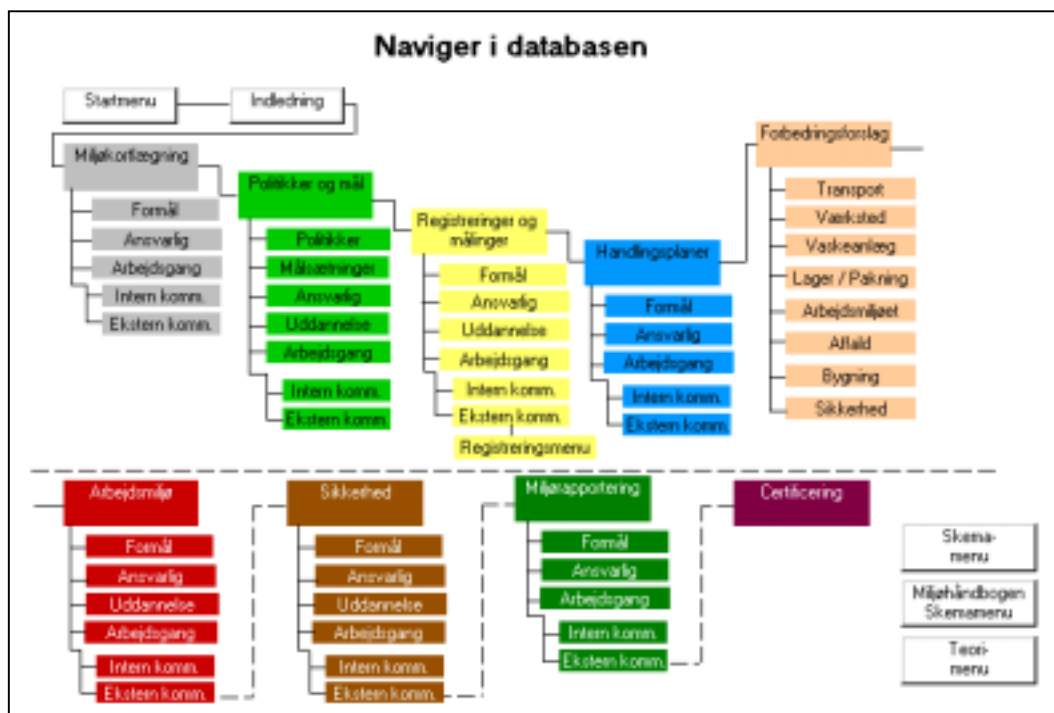 Naviger i databasen
Startmenu
Indledning
Miljøkortlægning
Formål
Ansvarlig
Arbejdsgang
Intern komm.
Ekstern komm.
Politikker og mål
Politikker
Målsætninger
Ansvarlig
Uddannelse
Arbejdsgang
Intern komm.
Ekstern komm.
Registreringer og
målinger
Formål
Ansvarlig
Uddannelse
Arbejdsgang
Intern komm.
Ekstern komm.
Registreringsmenu
Handlingsplaner
Formål
Ansvarlig
Arbejdsgang
Intern komm.
Ekstern komm.
Forbedringsforslag
Transport
Værksted
Vaskeanlæg
Lager / Pakning
Arbejdsmiljøet
Affald
Bygning
Sikkerhed
Arbejdsmiljø
Formål
Ansvarlig
Uddannelse
Arbejdsgang
Intern komm.
Ekstern komm.
Sikkerhed
Formål
Ansvarlig
Uddannelse
Arbejdsgang
Intern komm.
Ekstern komm.
Miljørapportering
Formål
Ansvarlig
Arbejdsgang
Intern komm.
Ekstern komm.
Certificering
Skema-
menu
Miljøhåndbogen
Skemamenu
Teori-
menu